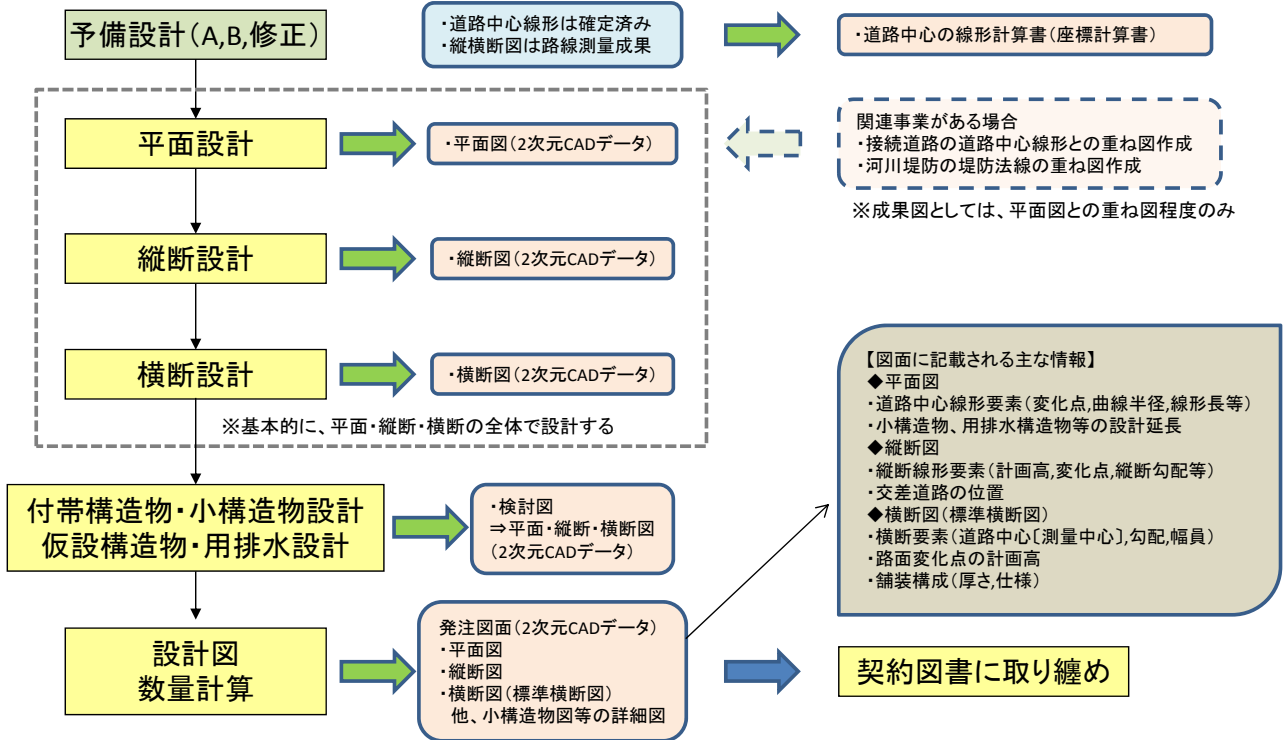 予備設計(A,B,修正)
・道路中心線形は確定済み
・縦横断図は路線測量成果
・道路中心の線形計算書(座標計算書)
平面設計
・平面図(2次元CADデータ)
関連事業がある場合
・接続道路の道路中心線形との重ね図作成
・河川堤防の堤防法線の重ね図作成
※成果図としては、平面図との重ね図程度のみ
縦断設計
・縦断図(2次元CADデータ)
横断設計
・横断図(2次元CADデータ)
※基本的に、平面・縦断・横断の全体で設計する
【図面に記載される主な情報】
◆平面図
・道路中心線形要素(変化点,曲線半径,線形長等)
・小構造物、用排水構造物等の設計延長
◆縦断図
・縦断線形要素(計画高,変化点,縦断勾配等)
・交差道路の位置
◆横断図(標準横断図)
・横断要素(道路中心〔測量中心〕,勾配,幅員)
・路面変化点の計画高
・舗装構成(厚さ,仕様)
付帯構造物・小構造物設計
仮設構造物・用排水設計
・検討図
⇒平面・縦断・横断図
(2次元CADデータ)
設計図
数量計算
発注図面(2次元CADデータ)
・平面図
・縦断図
・横断図(標準横断図)
他、小構造物図等の詳細図
契約図書に取り纏め